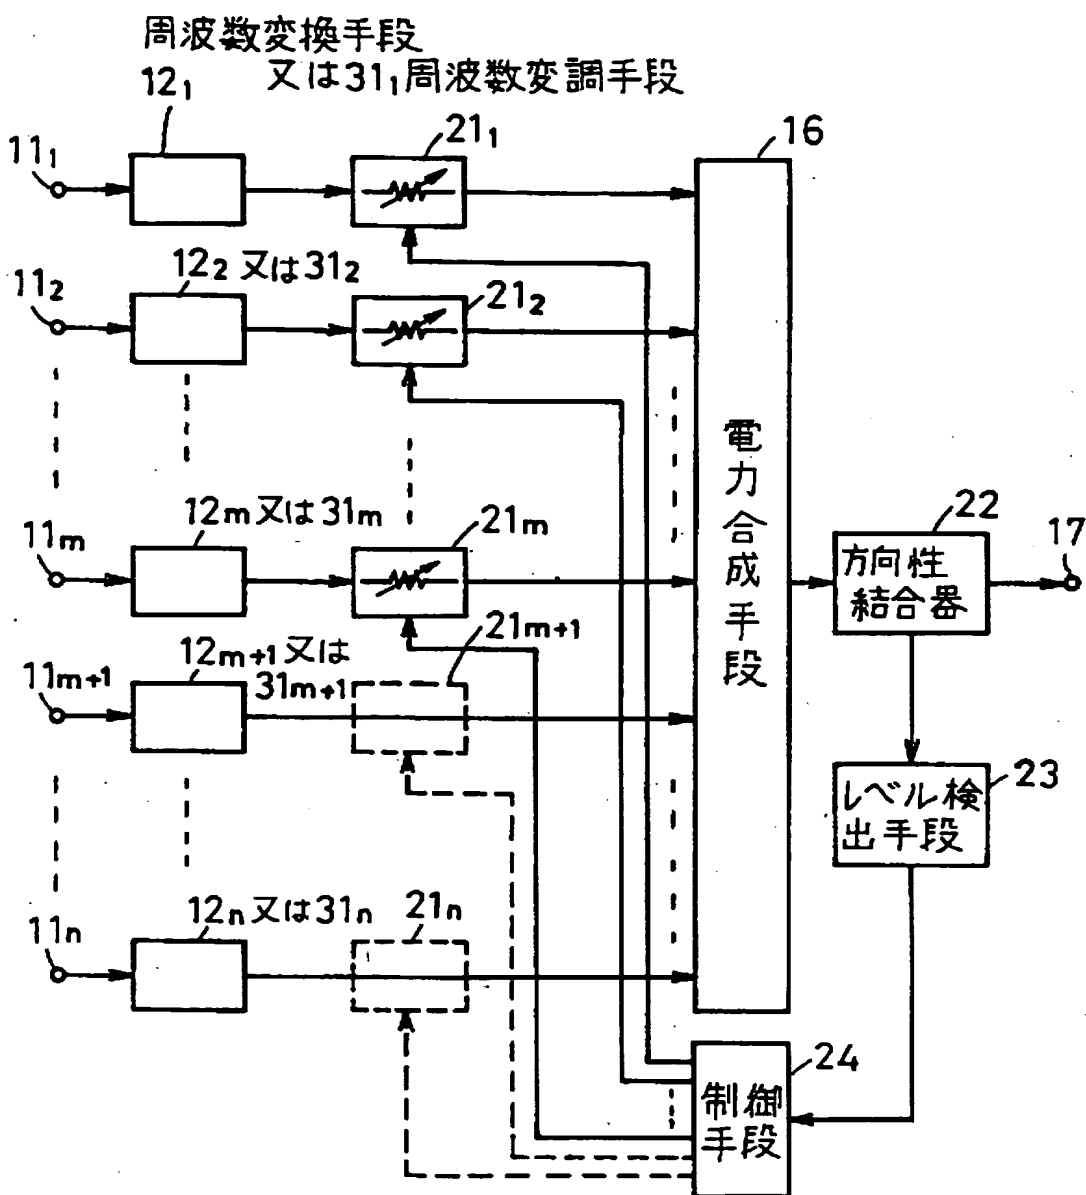 周波数変換手段
又は31₁周波数変調手段
12₁
11₁
21₁
16
12₂又は31₂
11₂
21₂
電力合成手段
12m又は31m
11m
21m
22
17
方向性
結合器
12m+1又は
31m+1
11m+1
21m+1
23
レベル検
出手段
12n又は31n
11n
21n
24
制御
手段